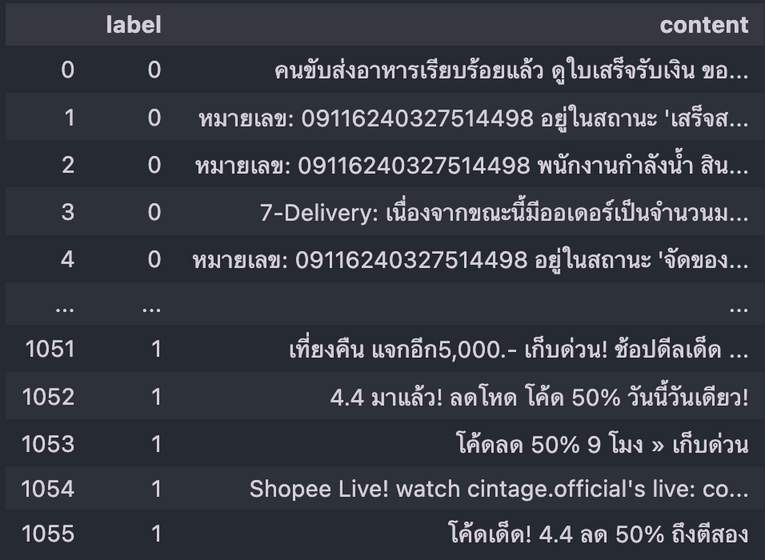 label content
0 0 คนขับส่งอาหารเรียบร้อยแล้ว ดูใบเสร็จรับเงิน ขอ...
1 0 หมายเลข: 09116240327514498 อยู่ในสถานะ 'เสร็จส...
2 0 หมายเลข: 09116240327514498 พนักงานกำลังน้ำ สิน...
3 0 7-Delivery: เนื่องจากขณะนี้มีออเดอร์เป็นจำนวนม...
4 0 หมายเลข: 09116240327514498 อยู่ในสถานะ 'จัดของ...
... ... ...
1051 1 เที่ยงคืน แจกอีก5,000.- เก็บด่วน! ช้อปดีลเด็ด ...
1052 1 4.4 มาแล้ว! ลดโหด โค้ด 50% วันนี้วันเดียว!
1053 1 โค้ดลด 50% 9 โมง » เก็บด่วน
1054 1 Shopee Live! watch cintage.official's live: co...
1055 1 โค้ดเด็ด! 4.4 ลด 50% ถึงตีสอง